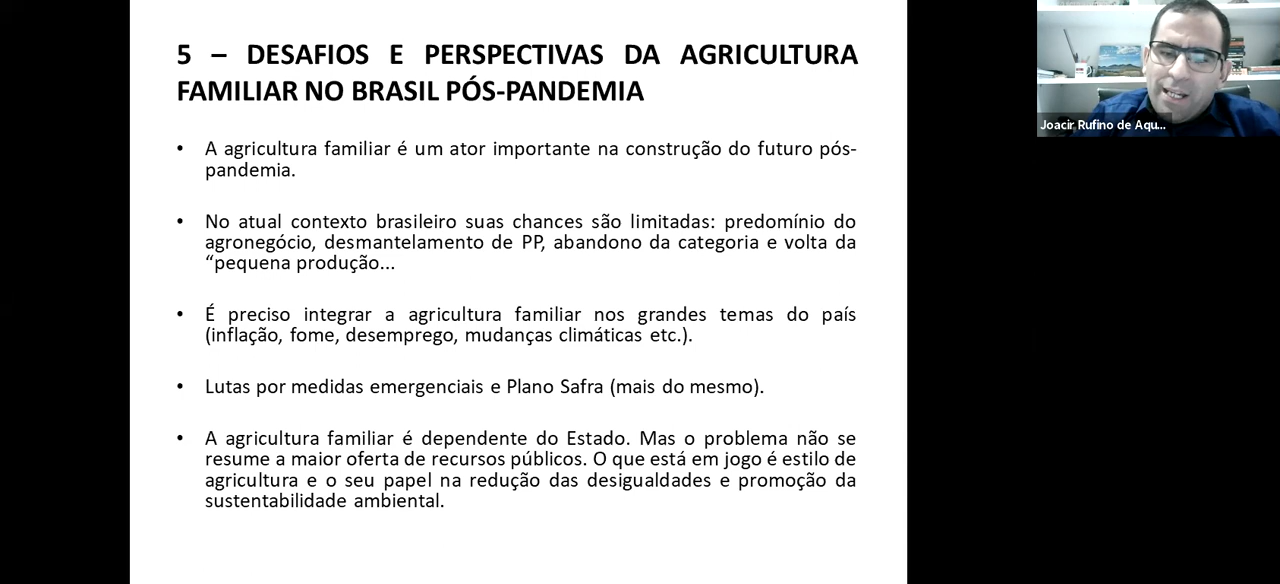 5 – DESAFIOS E PERSPECTIVAS DA AGRICULTURA
FAMILIAR NO BRASIL PÓS-PANDEMIA
• A agricultura familiar é um ator importante na construção do futuro pós-
pandemia.
• No atual contexto brasileiro suas chances são limitadas: predomínio do
agronegócio, desmantelamento de PP, abandono da categoria e volta da
“pequena produção...
• É preciso integrar a agricultura familiar nos grandes temas do país
(inflação, fome, desemprego, mudanças climáticas etc.).
• Lutas por medidas emergenciais e Plano Safra (mais do mesmo).
• A agricultura familiar é dependente do Estado. Mas o problema não se
resume a maior oferta de recursos públicos. O que está em jogo é estilo de
agricultura e o seu papel na redução das desigualdades e promoção da
sustentabilidade ambiental.
Joacir Rufino de Aqu...